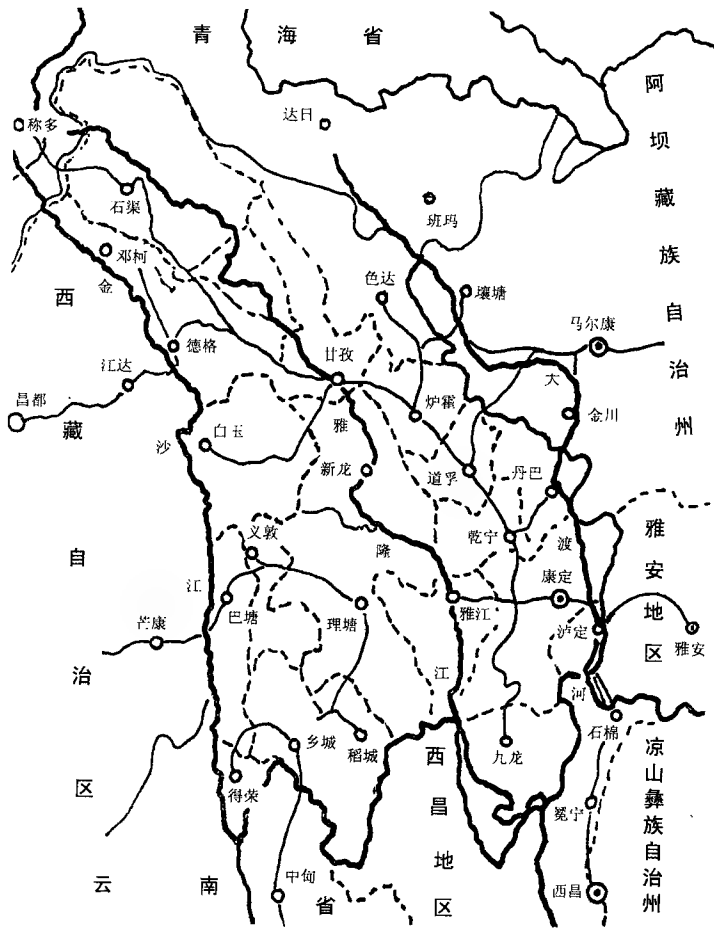 青海省
阿坝藏族自治州
达日
称多
班玛
石渠
邓柯
金
西
色达
壤塘
马尔康
德格
江达
甘孜
昌都
藏
大
炉霍
金川
雅
白玉
沙
新龙
道孚
丹巴
义敦
隆
乾宁
渡
雅安地区
自
江
康定
巴塘
理塘
雅江
芒康
泸定
雅安
江
河
治
石棉
乡城
稻城
九龙
西昌地区
凉山彝族自治州
得荣
区
冕宁
云南省
中甸
西昌